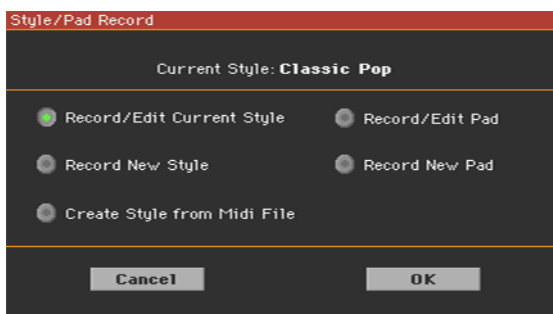 Style/Pad Record
Current Style: Classic Pop
Record/Edit Current Style
Record/Edit Pad
Record New Style
Record New Pad
Create Style from Midi File
Cancel
OK